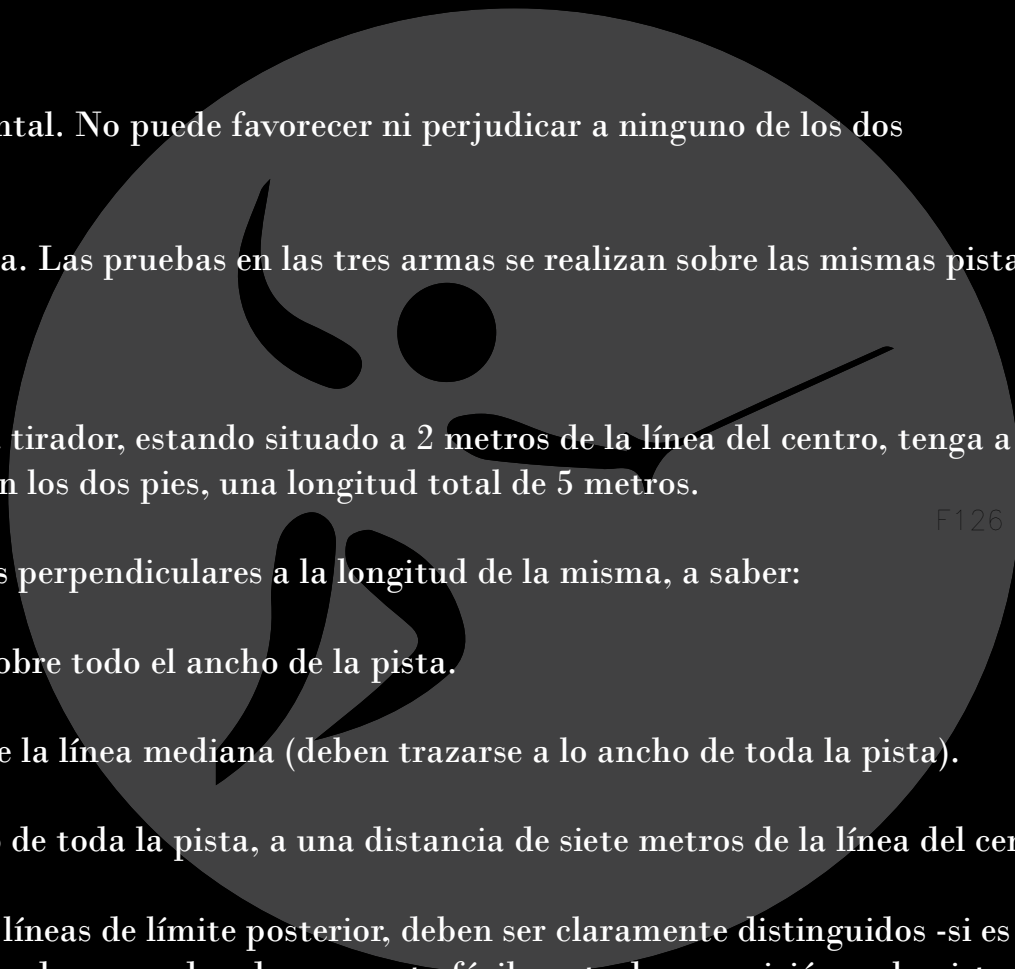 ntal. No puede favorecer ni perjudicar a ninguno de los dos
a. Las pruebas en las tres armas se realizan sobre las mismas pista
tirador, estando situado a 2 metros de la línea del centro, tenga a
n los dos pies, una longitud total de 5 metros.
F126
s perpendiculares a la longitud de la misma, a saber:
obre todo el ancho de la pista.
e la línea mediana (deben trazarse a lo ancho de toda la pista).
de toda la pista, a una distancia de siete metros de la línea del cen
líneas de límite posterior, deben ser claramente distinguidos -si es